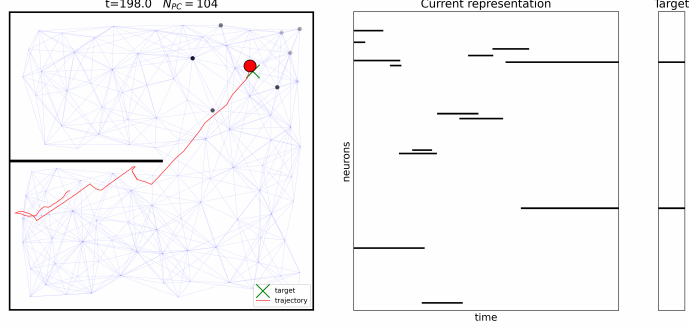 t=198.0 N_PC = 104
Current representation
Target
neurons
target
trajectory
time